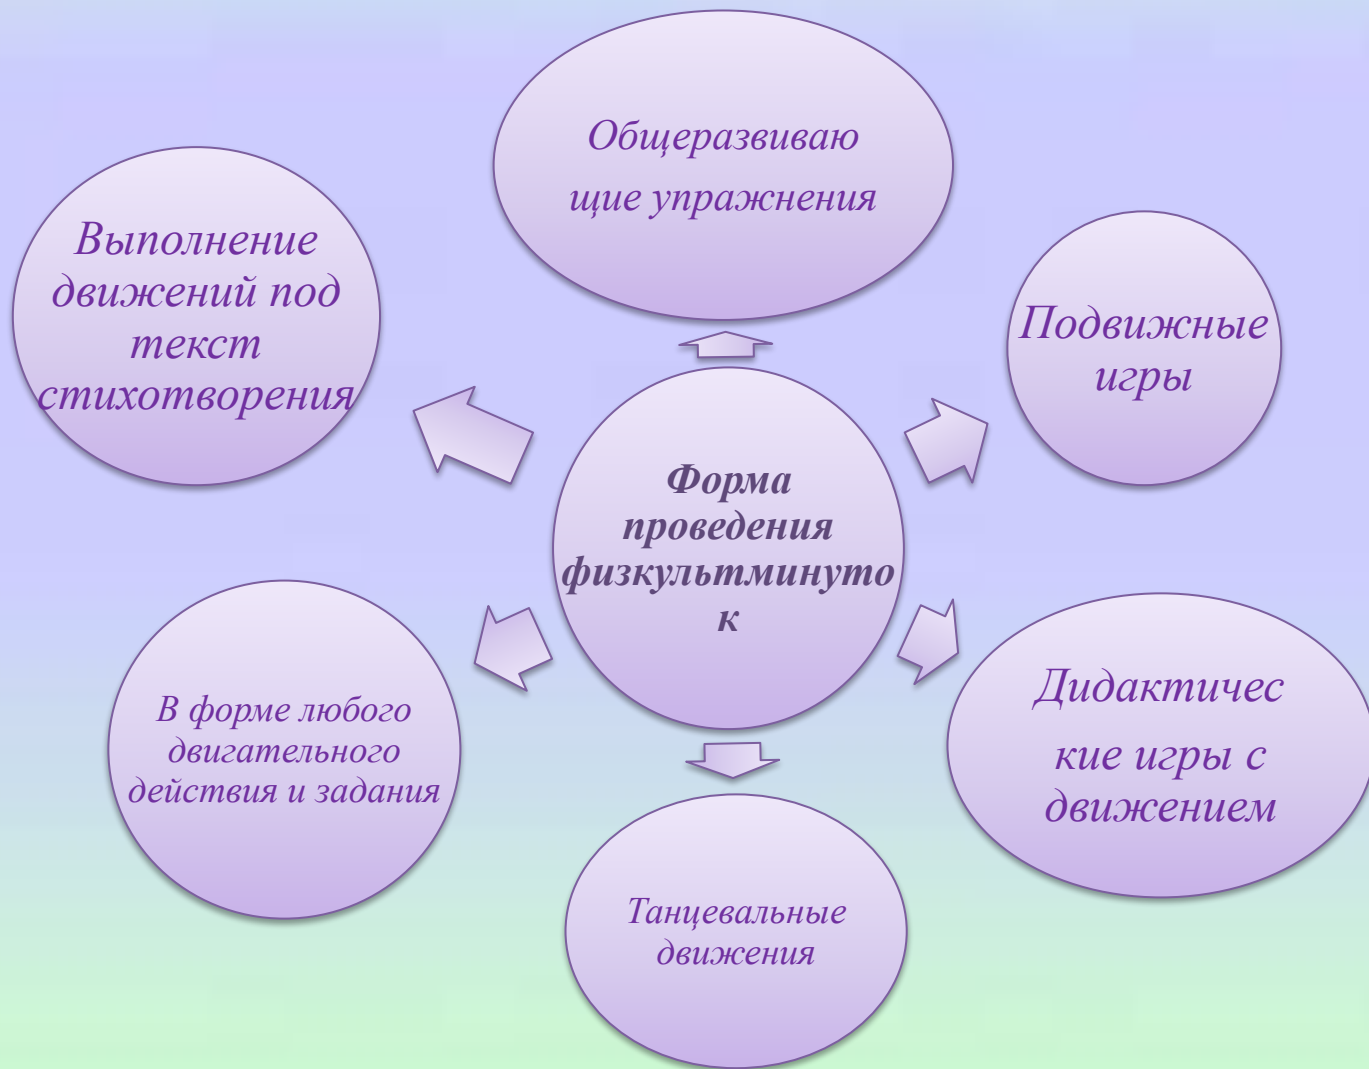 Общеразвиваю
щие упражнения
Выполнение
движений под
текст
стихотворения
Подвижные
игры
Форма
проведения
физкультминуто
к
В форме любого
двигательного
действия и задания
Дидактичес
кие игры с
движением
Танцевальные
движения